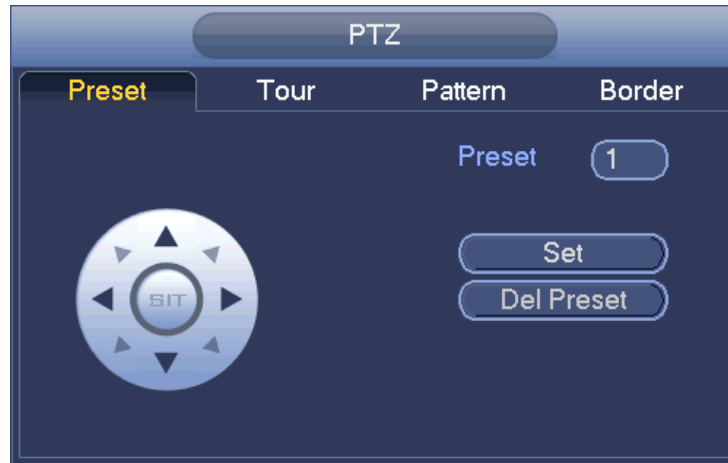 PTZ
Preset Tour Pattern Border
Preset 1
SIT
Set
Del Preset